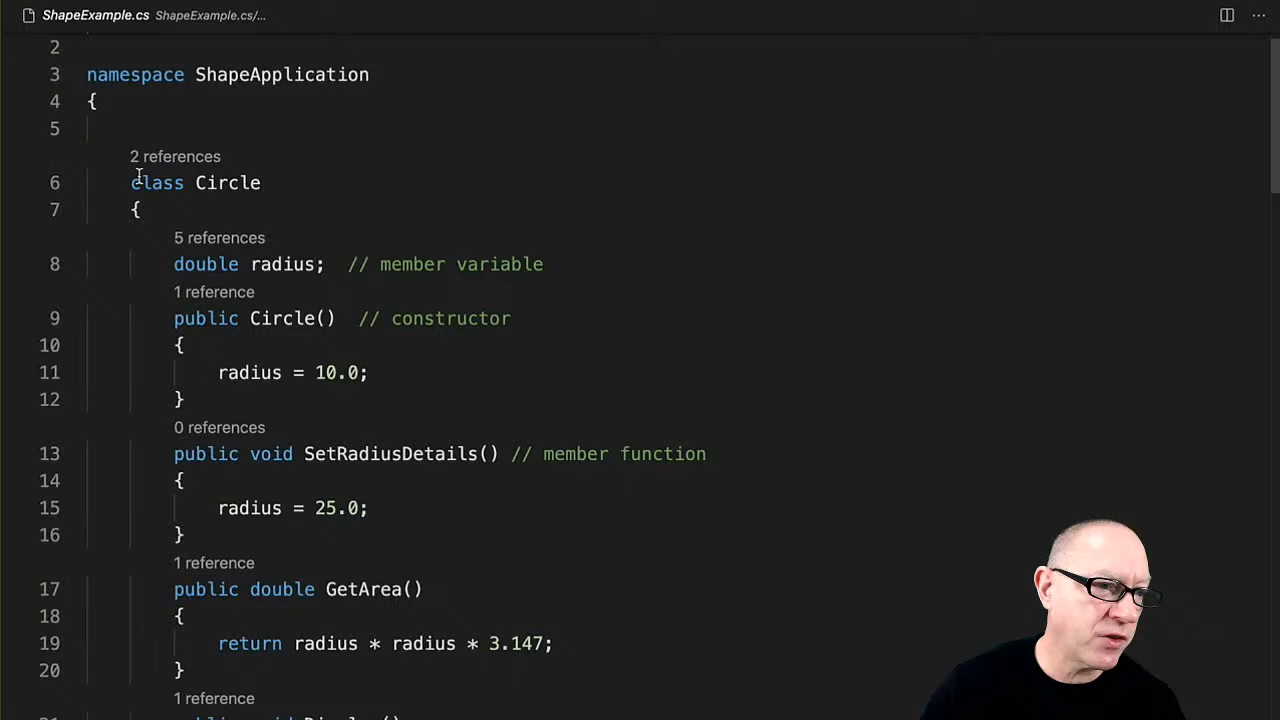 ShapeExample.cs ShapeExample.cs/...
2
3 namespace ShapeApplication
4 {
5
2 references
6 class Circle
7 {
5 references
8 double radius; // member variable
1 reference
9 public Circle() // constructor
10 {
11 radius = 10.0;
12 }
0 references
13 public void SetRadiusDetails() // member function
14 {
15 radius = 25.0;
16 }
1 reference
17 public double GetArea()
18 {
19 return radius * radius * 3.147;
20 }
1 reference